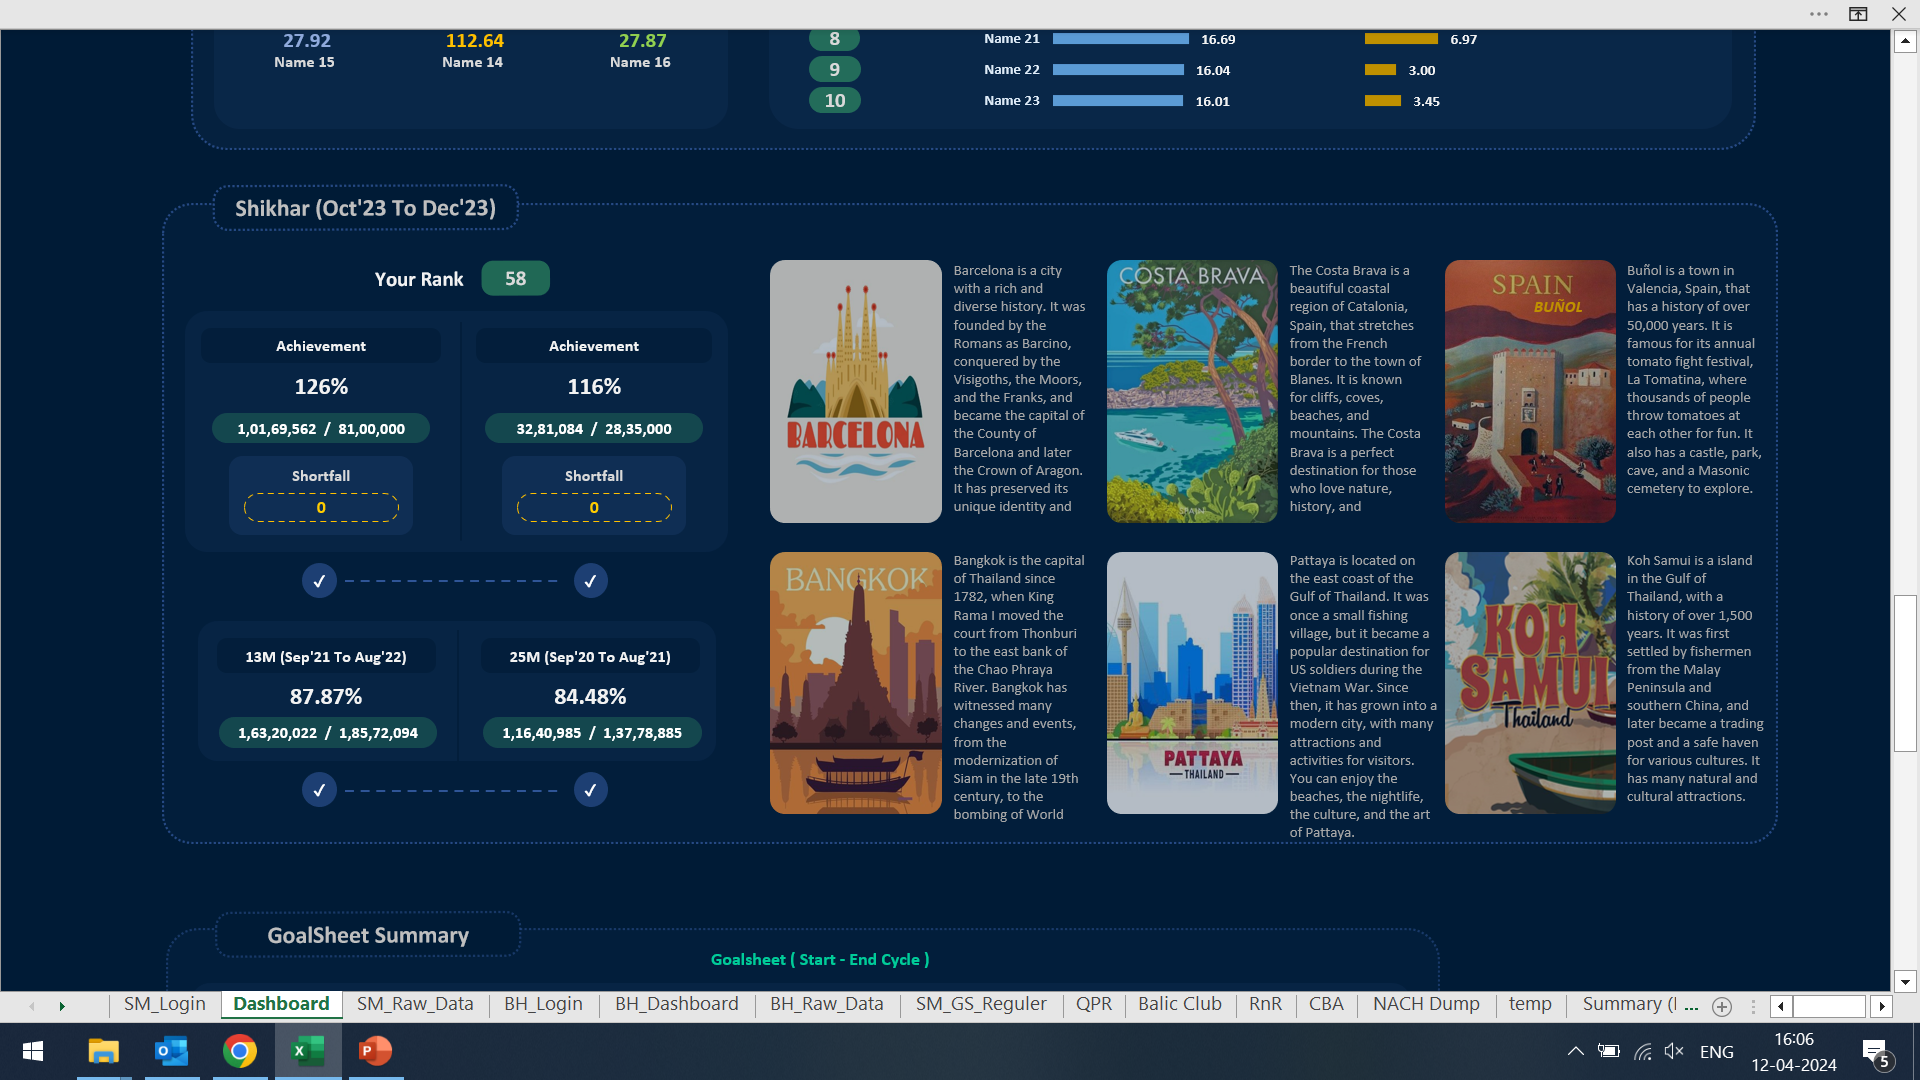 27.92 112.64 27.87
Name 15 Name 14 Name 16
8 Name 21 16.69 6.97
9 Name 22 16.04 3.00
10 Name 23 16.01 3.45
Shikhar (Oct'23 To Dec'23)
Your Rank 58
Achievement Achievement
126% 116%
1,01,69,562 / 81,00,000 32,81,084 / 28,35,000
Shortfall Shortfall
0 0
✓ ✓
13M (Sep'21 To Aug'22) 25M (Sep'20 To Aug'21)
87.87% 84.48%
1,63,20,022 / 1,85,72,094 1,16,40,985 / 1,37,78,885
✓ ✓
BARCELONA
Barcelona is a city
with a rich and
diverse history. It was
founded by the
Romans as Barcino,
conquered by the
Visigoths, the Moors,
and the Franks, and
became the capital of
the County of
Barcelona and later
the Crown of Aragon.
It has preserved its
unique identity and
COSTA BRAVA
The Costa Brava is a
beautiful coastal
region of Catalonia,
Spain, that stretches
from the French
border to the town of
Blanes. It is known
for cliffs, coves,
beaches, and
mountains. The Costa
Brava is a perfect
destination for those
who love nature,
history, and
SPAIN
BUÑOL
Buñol is a town in
Valencia, Spain, that
has a history of over
50,000 years. It is
famous for its annual
tomato fight festival,
La Tomatina, where
thousands of people
throw tomatoes at
each other for fun. It
also has a castle, park,
cave, and a Masonic
cemetery to explore.
BANGKOK
Bangkok is the capital
of Thailand since
1782, when King
Rama I moved the
court from Thonburi
to the east bank of
the Chao Phraya
River. Bangkok has
witnessed many
changes and events,
from the
modernization of
Siam in the late 19th
century, to the
bombing of World
PATTAYA
THAILAND
Pattaya is located on
the east coast of the
Gulf of Thailand. It was
once a small fishing
village, but it became a
popular destination for
US soldiers during the
Vietnam War. Since
then, it has grown into a
modern city, with many
attractions and
activities for visitors.
You can enjoy the
beaches, the nightlife,
the culture, and the art
of Pattaya.
KOH
SAMUI
Thailand
Koh Samui is a island
in the Gulf of
Thailand, with a
history of over 1,500
years. It was first
settled by fishermen
from the Malay
Peninsula and
southern China, and
later became a trading
post and a safe haven
for various cultures. It
has many natural and
cultural attractions.
GoalSheet Summary
Goalsheet ( Start - End Cycle )
SM_Login Dashboard SM_Raw_Data BH_Login BH_Dashboard BH_Raw_Data SM_GS_Reguler QPR Balic Club RnR CBA NACH Dump temp Summary ( ...
ENG 16:06
12-04-2024 5